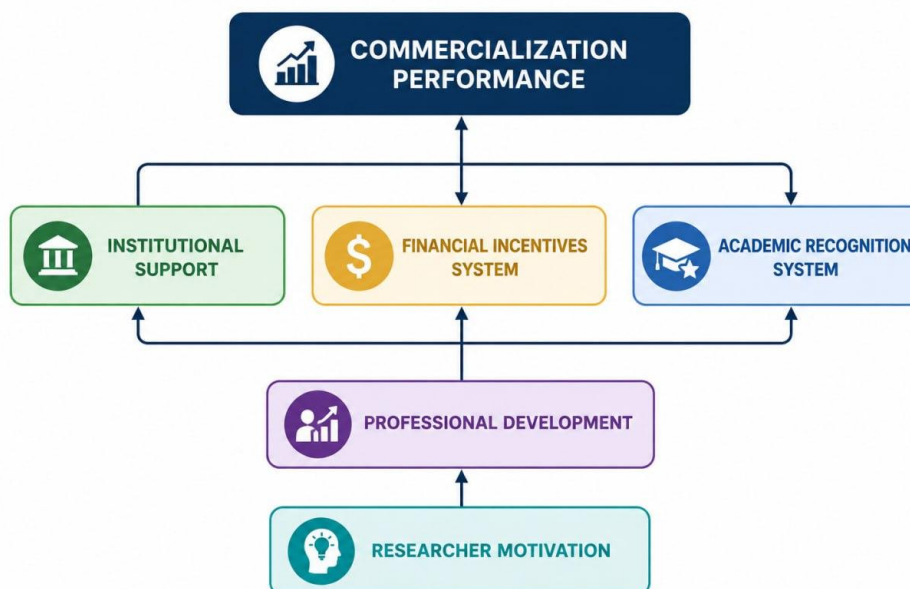 COMMERCIALIZATION
PERFORMANCE
INSTITUTIONAL
SUPPORT
$
FINANCIAL INCENTIVES
SYSTEM
ACADEMIC RECOGNITION
SYSTEM
PROFESSIONAL DEVELOPMENT
RESEARCHER MOTIVATION